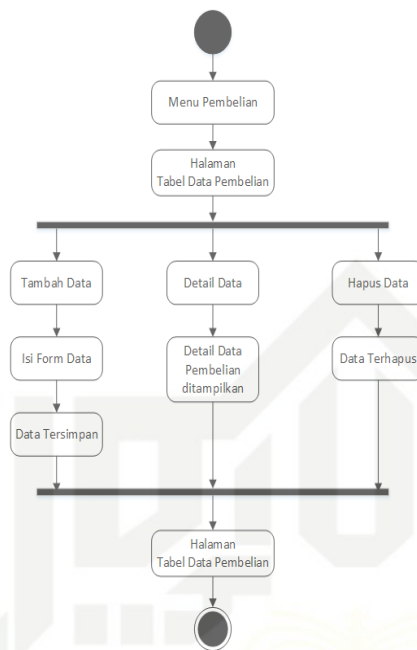 Menu Pembelian
Halaman
Tabel Data Pembelian
Tambah Data
Detail Data
Hapus Data
Isi Form Data
Detail Data
Pembelian
ditampilkan
Data Terhapus
Data Tersimpan
Halaman
Tabel Data Pembelian